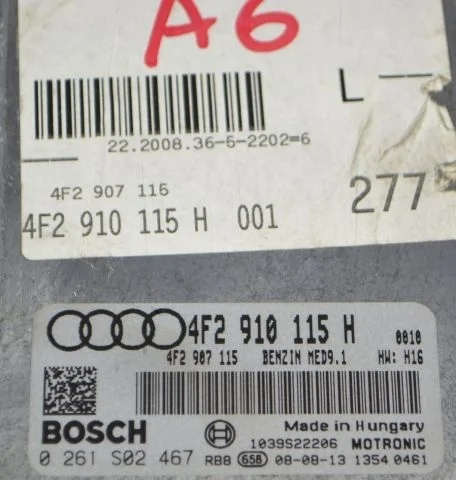 A6
L
22.2008.36-5-2202=6
4F2 907 115
277
4F2 910 115 H 001
4F2 910 115 H 0010
4F2 907 115 BENZIN MED9.1 HW: H16
BOSCH
Made in Hungary
1039S22206 MOTRONIC
0 261 S02 467 RBB 658 08-08-13 1354 0461